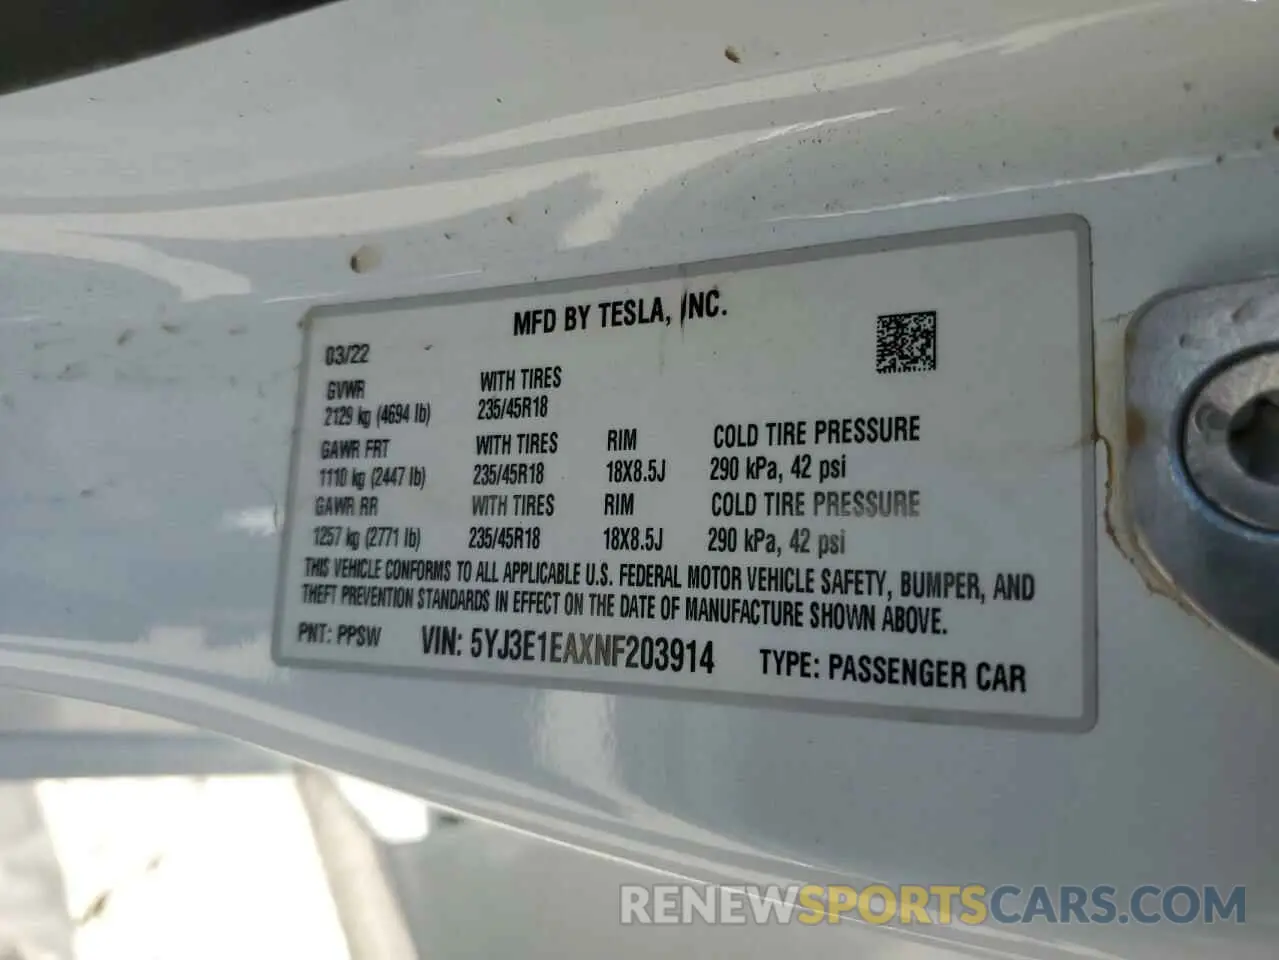 MFD BY TESLA, INC.
03/22
GVWR WITH TIRES
2129 kg (4694 lb) 235/45R18
GAWR FRT WITH TIRES RIM COLD TIRE PRESSURE
1110 kg (2447 lb) 235/45R18 18X8.5J 290 kPa, 42 psi
GAWR RR WITH TIRES RIM COLD TIRE PRESSURE
1257 kg (2771 lb) 235/45R18 18X8.5J 290 kPa, 42 psi
THIS VEHICLE CONFORMS TO ALL APPLICABLE U.S. FEDERAL MOTOR VEHICLE SAFETY, BUMPER, AND
THEFT PREVENTION STANDARDS IN EFFECT ON THE DATE OF MANUFACTURE SHOWN ABOVE.
PNT: PPSW VIN: 5YJ3E1EAXNF203914 TYPE: PASSENGER CAR
RENEWSPORTSCARS.COM